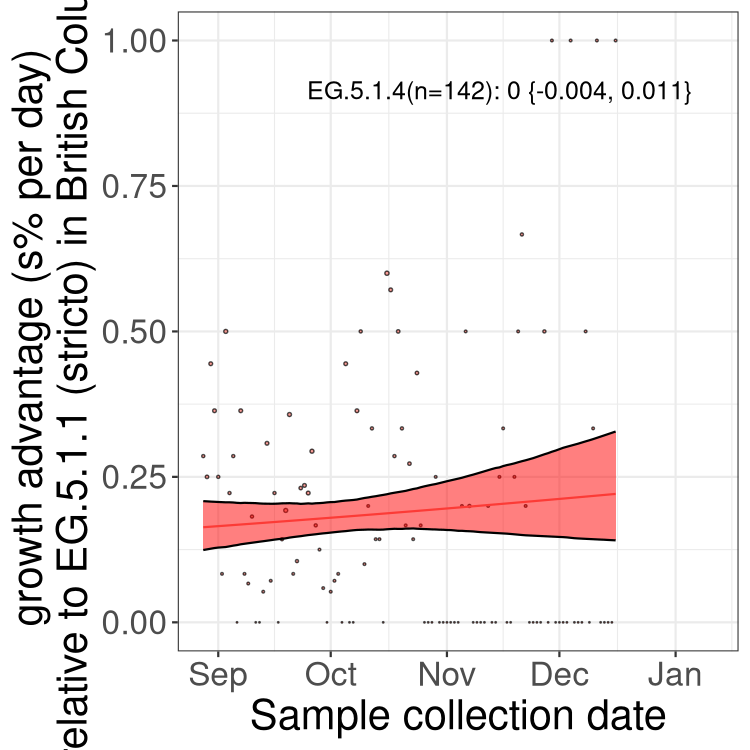 growth advantage (s% per day)
relative to EG.5.1.1 (stricto) in British
1.00
0.75
0.50
0.25
0.00
EG.5.1.4(n=142): 0 {-0.004, 0.011}
Sep Oct Nov Dec Jan
Sample collection date